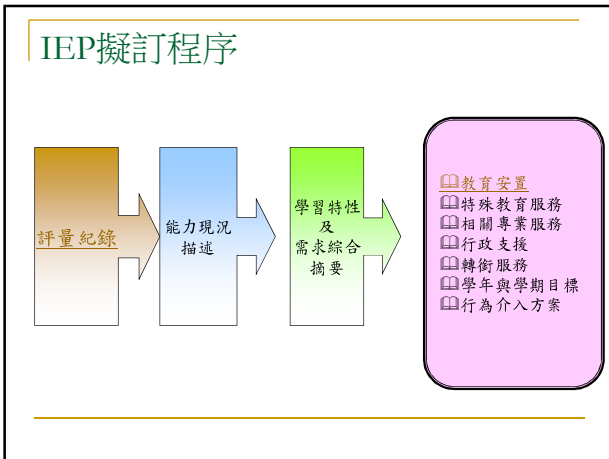 IEP擬訂程序
評量紀錄
能力現況
描述
學習特性
及
需求綜合
摘要
教育安置
特殊教育服務
相關專業服務
行政支援
轉銜服務
學年與學期目標
行為介入方案